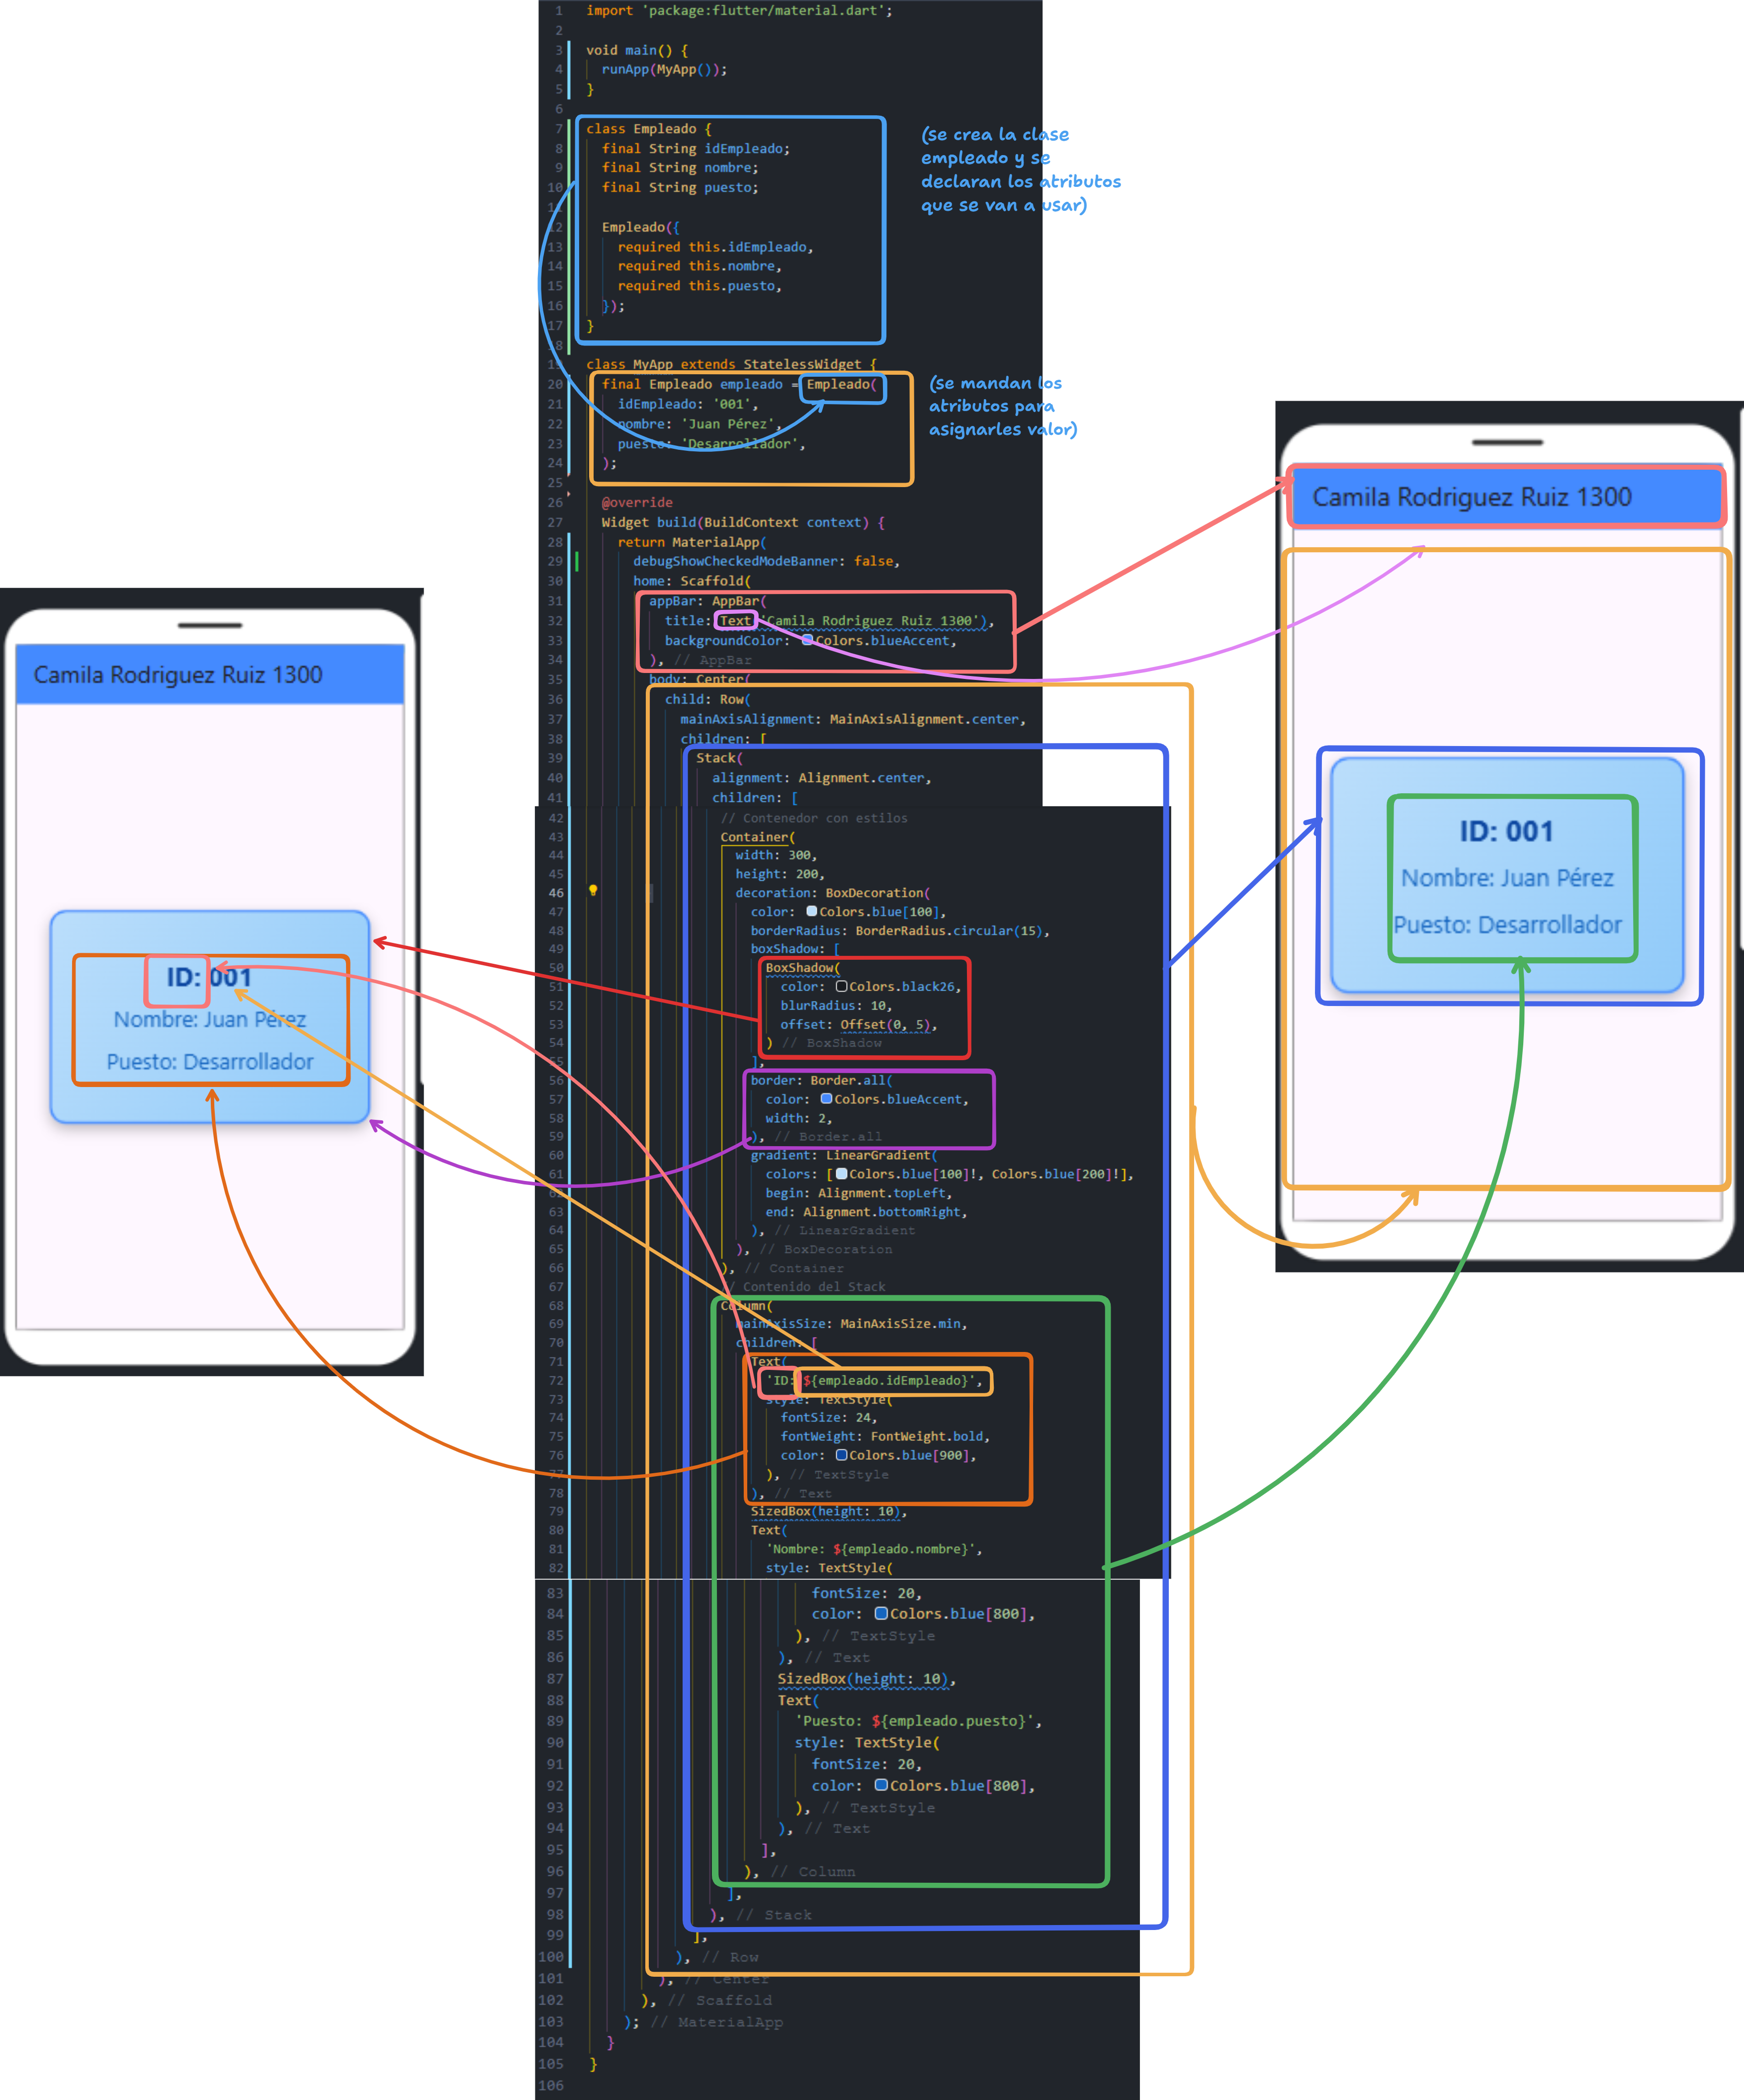 Camila Rodriguez Ruiz 1300
ID: 001
Nombre: Juan Pérez
Puesto: Desarrollador
1 import 'package:flutter/material.dart';
2
3 void main() {
4 runApp(MyApp());
5 }
6
7 class Empleado {
8 final String idEmpleado;
9 final String nombre;
10 final String puesto;
11
12 Empleado({
13 required this.idEmpleado,
14 required this.nombre,
15 required this.puesto,
16 });
17 }
18
19 class MyApp extends StatelessWidget {
20 final Empleado empleado = Empleado(
21 idEmpleado: '001',
22 nombre: 'Juan Pérez',
23 puesto: 'Desarrollador',
24 );
25
26 @override
27 Widget build(BuildContext context) {
28 return MaterialApp(
29 debugShowCheckedModeBanner: false,
30 home: Scaffold(
31 appBar: AppBar(
32 title: Text('Camila Rodriguez Ruiz 1300'),
33 backgroundColor: Colors.blueAccent,
34 ), // AppBar
35 body: Center(
36 child: Row(
37 mainAxisAlignment: MainAxisAlignment.center,
38 children: [
39 Stack(
40 alignment: Alignment.center,
41 children: [
42 // Contenedor con estilos
43 Container(
44 width: 300,
45 height: 200,
46 decoration: BoxDecoration(
47 color: Colors.blue[100],
48 borderRadius: BorderRadius.circular(15),
49 boxShadow: [
50 BoxShadow(
51 color: Colors.black26,
52 blurRadius: 10,
53 offset: Offset(0, 5),
54 ) // BoxShadow
55 ],
56 border: Border.all(
57 color: Colors.blueAccent,
58 width: 2,
59 ), // Border.all
60 gradient: LinearGradient(
61 colors: [Colors.blue[100]!, Colors.blue[200]!],
62 begin: Alignment.topLeft,
63 end: Alignment.bottomRight,
64 ), // LinearGradient
65 ), // BoxDecoration
66 ), // Container
67 // Contenido del Stack
68 Column(
69 mainAxisSize: MainAxisSize.min,
70 children: [
71 Text(
72 'ID: ${empleado.idEmpleado}',
73 style: TextStyle(
74 fontSize: 24,
75 fontWeight: FontWeight.bold,
76 color: Colors.blue[900],
77 ), // TextStyle
78 ), // Text
79 SizedBox(height: 10),
80 Text(
81 'Nombre: ${empleado.nombre}',
82 style: TextStyle(
83 fontSize: 20,
84 color: Colors.blue[800],
85 ), // TextStyle
86 ), // Text
87 SizedBox(height: 10),
88 Text(
89 'Puesto: ${empleado.puesto}',
90 style: TextStyle(
91 fontSize: 20,
92 color: Colors.blue[800],
93 ), // TextStyle
94 ), // Text
95 ],
96 ), // Column
97 ],
98 ), // Stack
99 ],
100 ), // Row
101 ), // Center
102 ), // Scaffold
103 ); // MaterialApp
104 }
105 }
106
(se crea la clase
empleado y se
declaran los atributos
que se van a usar)
(se mandan los
atributos para
asignarles valor)
Camila Rodriguez Ruiz 1300
ID: 001
Nombre: Juan Pérez
Puesto: Desarrollador